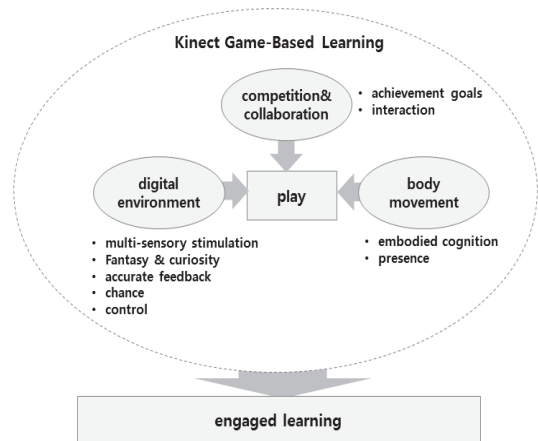 Kinect Game-Based Learning
competition&
collaboration
• achievement goals
• interaction
digital
environment
play
body
movement
• multi-sensory stimulation
• Fantasy & curiosity
• accurate feedback
• chance
• control
• embodied cognition
• presence
engaged learning